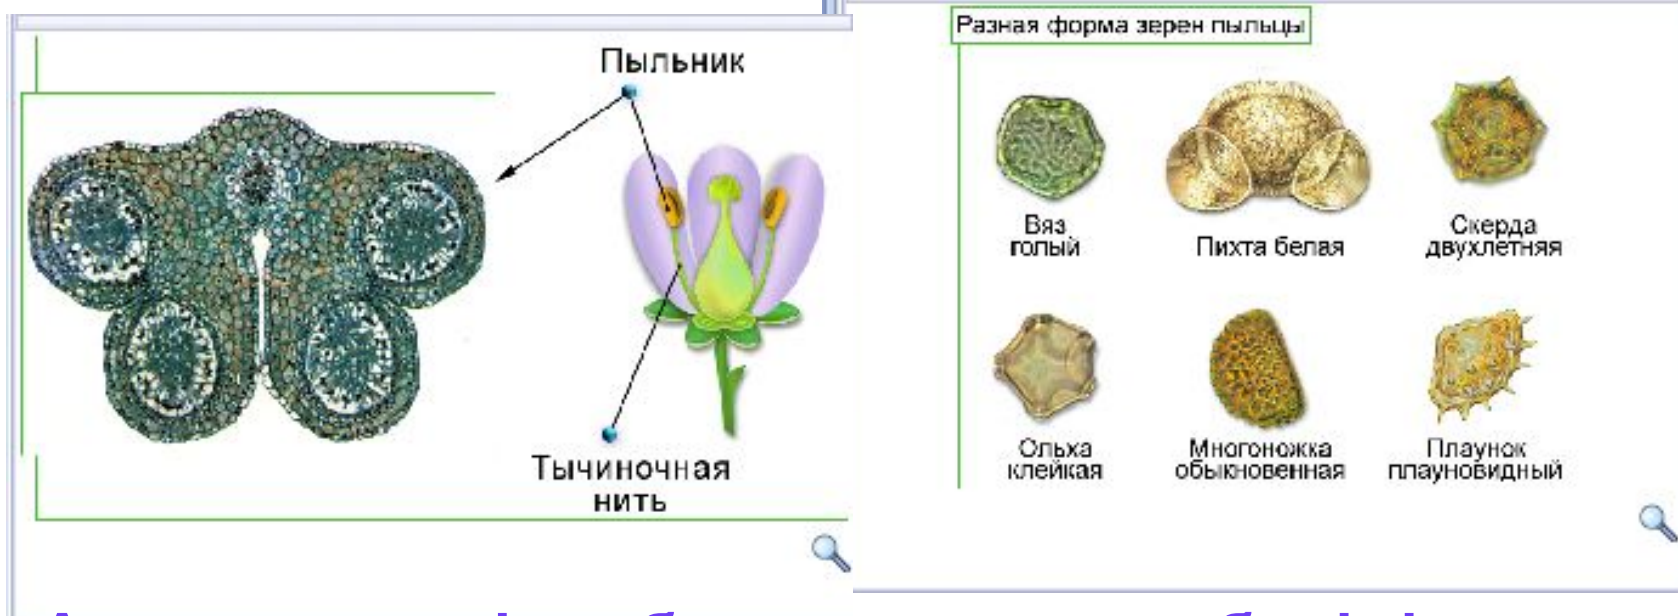 Пыльник
Тычиночная
нить
Разная форма зерен пыльцы
Вяз
голый
Пихта белая
Скерда
двухлетняя
Ольха
клейкая
Многоножка
обыкновенная
Плаунок
плауновидный